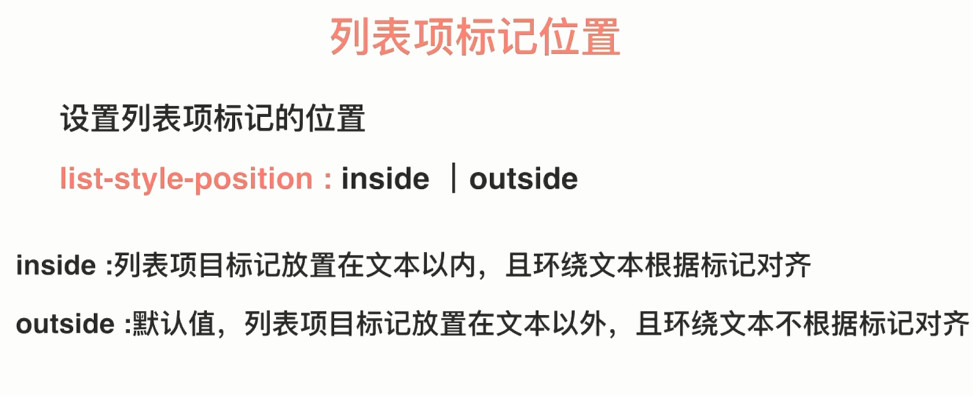 列表项标记位置
设置列表项标记的位置
list-style-position : inside ｜outside
inside :列表项目标记放置在文本以内，且环绕文本根据标记对齐
outside :默认值，列表项目标记放置在文本以外，且环绕文本不根据标记对齐